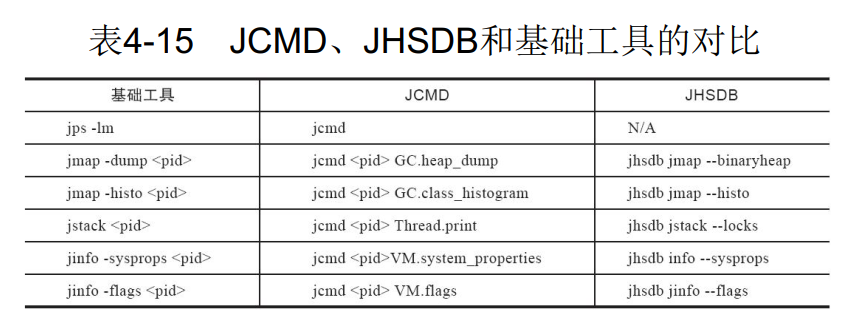 表4-15 JCMD、JHSDB和基础工具的对比
基础工具 JCMD JHSDB
jps -lm jcmd N/A
jmap -dump <pid> jcmd <pid> GC.heap_dump jhsdb jmap --binaryheap
jmap -histo <pid> jcmd <pid> GC.class_histogram jhsdb jmap --histo
jstack <pid> jcmd <pid> Thread.print jhsdb jstack --locks
jinfo -sysprops <pid> jcmd <pid>VM.system_properties jhsdb info --sysprops
jinfo -flags <pid> jcmd <pid> VM.flags jhsdb jinfo --flags